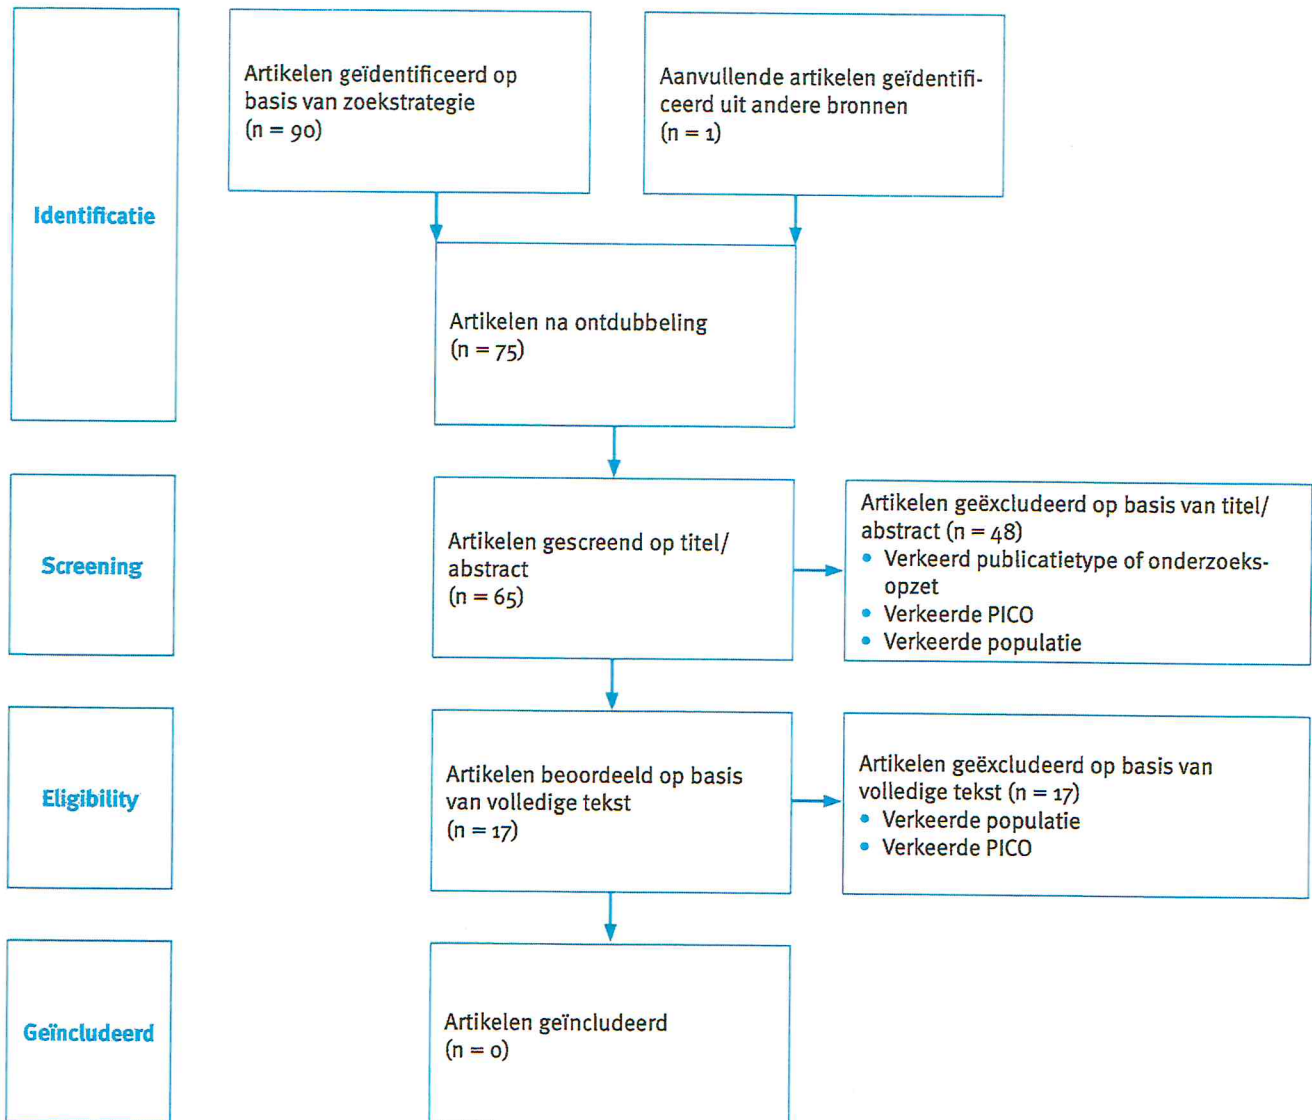 Identificatie
Artikelen geïdentificeerd op
basis van zoekstrategie
(n = 90)
Aanvullende artikelen geïdentifi-
ceerd uit andere bronnen
(n = 1)
Artikelen na ontdubbeling
(n = 75)
Screening
Artikelen gescreend op titel/
abstract
(n = 65)
Artikelen geëxcludeerd op basis van titel/
abstract (n = 48)
• Verkeerd publicatietype of onderzoeks-
opzet
• Verkeerde PICO
• Verkeerde populatie
Eligibility
Artikelen beoordeeld op basis
van volledige tekst
(n = 17)
Artikelen geëxcludeerd op basis van
volledige tekst (n = 17)
• Verkeerde populatie
• Verkeerde PICO
Geïncludeerd
Artikelen geïncludeerd
(n = 0)